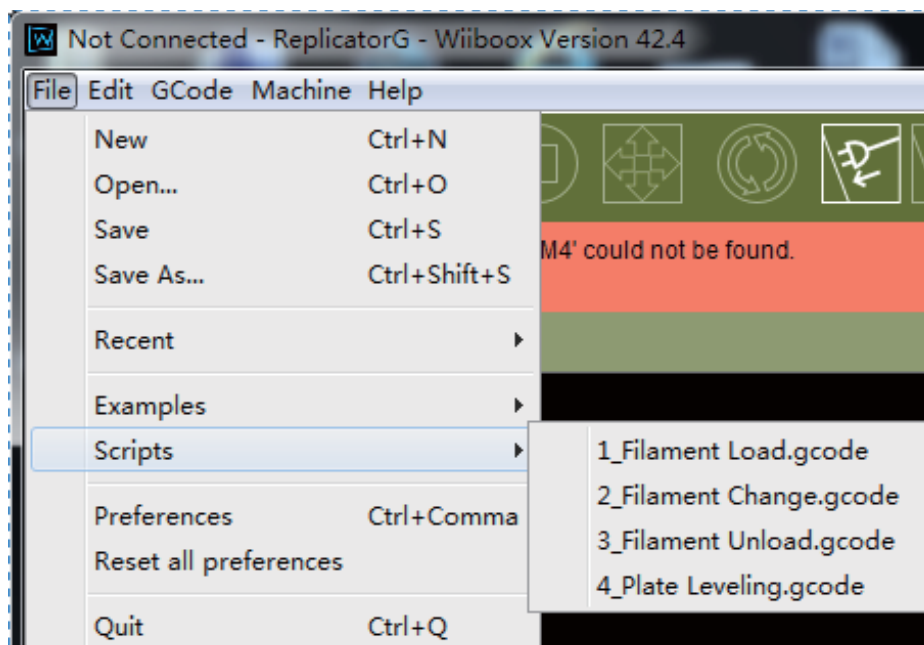 Not Connected - ReplicatorG - Wiiboox Version 42.4
File Edit GCode Machine Help
New Ctrl+N
Open... Ctrl+O
Save Ctrl+S
Save As... Ctrl+Shift+S
M4' could not be found.
Recent
Examples
Scripts
1_Filament Load.gcode
2_Filament Change.gcode
3_Filament Unload.gcode
4_Plate Leveling.gcode
Preferences Ctrl+Comma
Reset all preferences
Quit Ctrl+Q